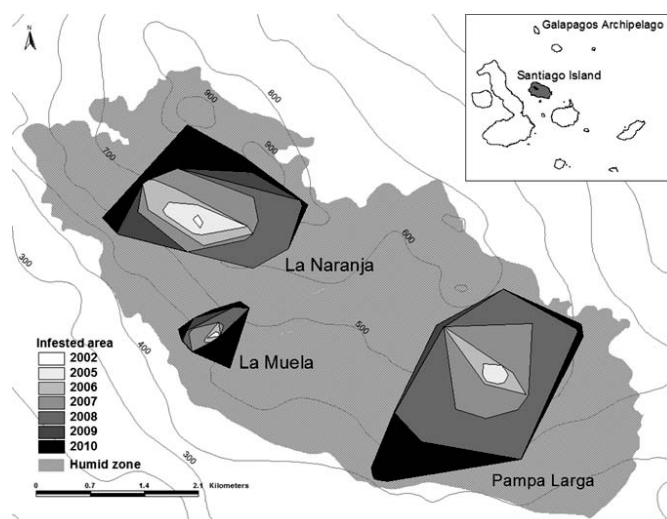 N
Galapagos Archipelago
Santiago Island
900
800
700
900
600
300
La Naranja
500
400
La Muela
Infested area
2002
2005
2006
2007
2008
2009
2010
Humid zone
300
0 0.7 1.4 2.1 Kilometers
Pampa Larga